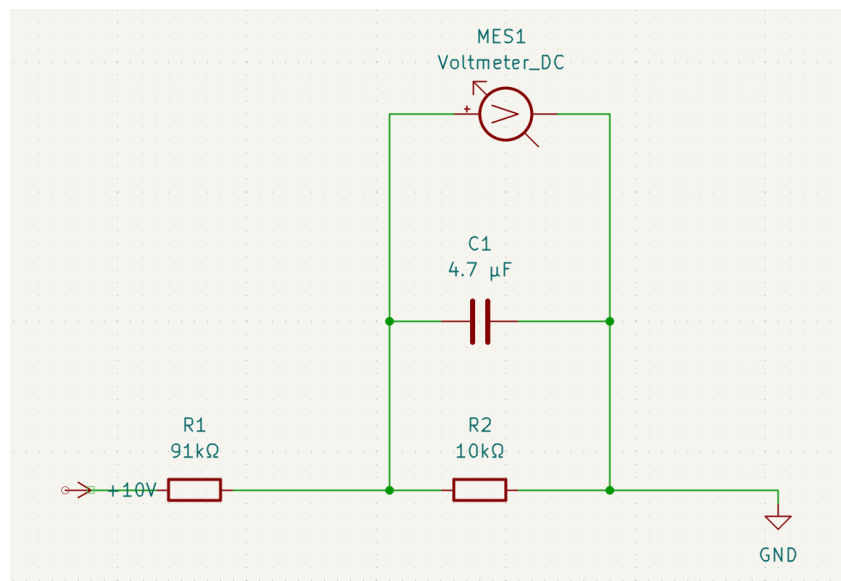 MES1
Voltmeter_DC
+
C1
4.7 µF
R1
91kΩ
R2
10kΩ
+10V
GND